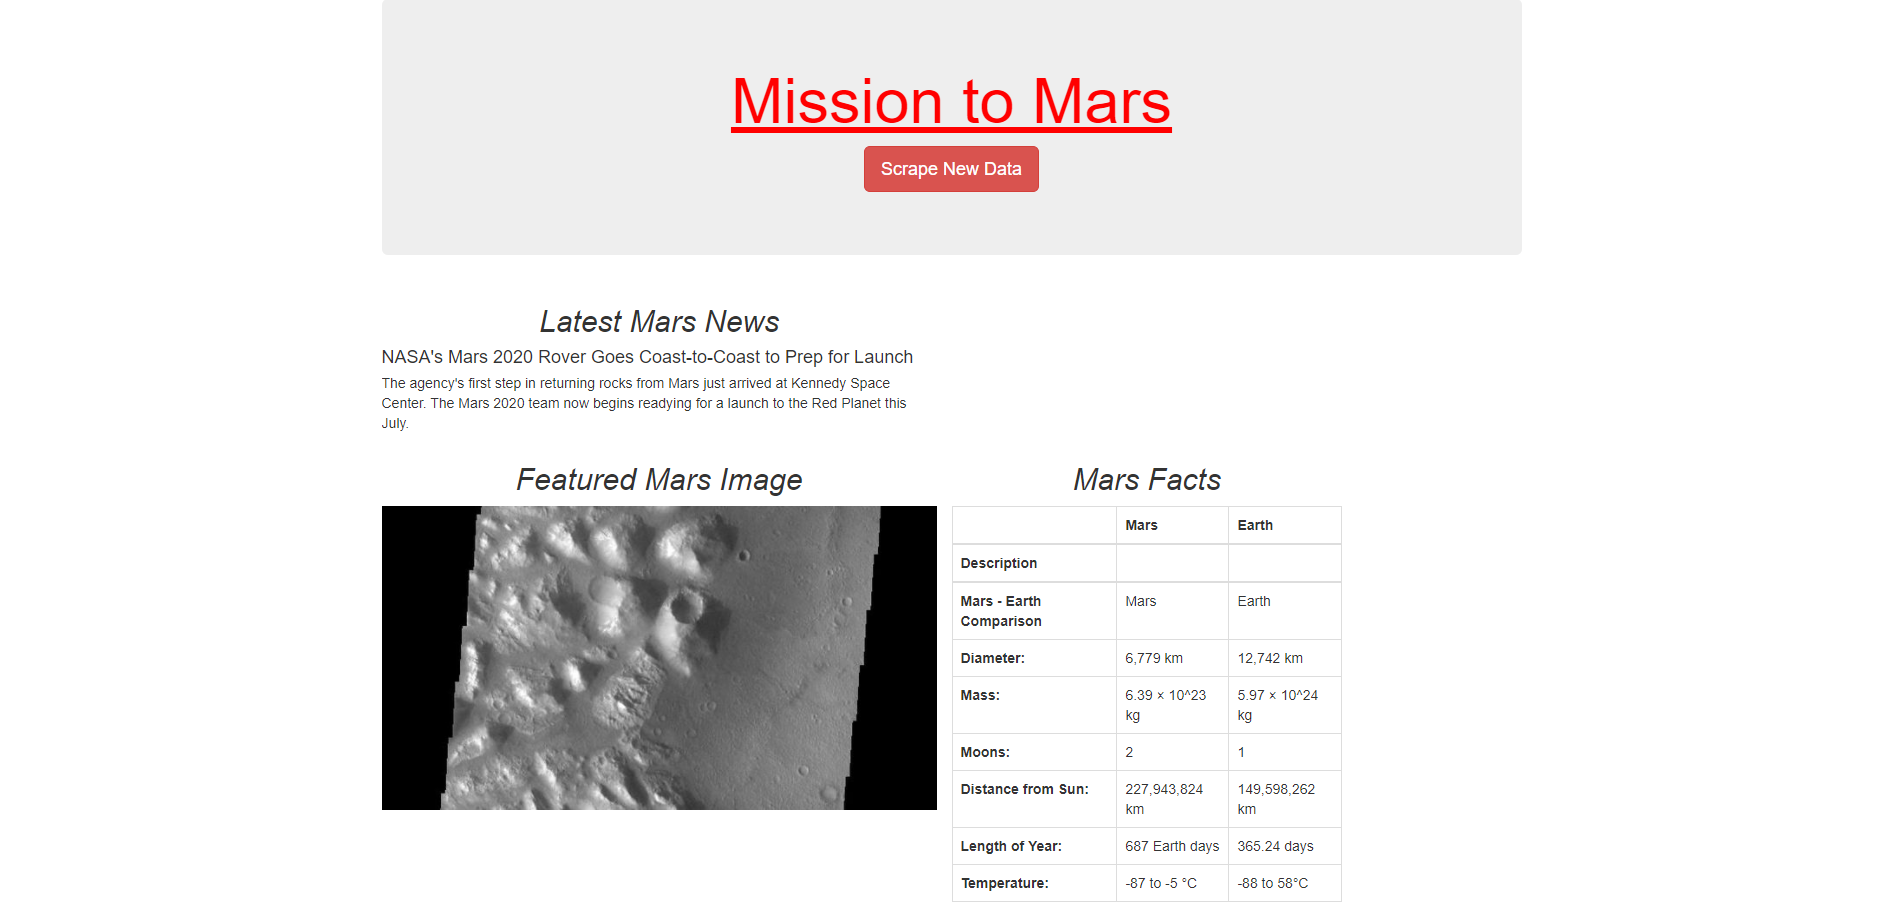 Mission to Mars
Scrape New Data
Latest Mars News
NASA's Mars 2020 Rover Goes Coast-to-Coast to Prep for Launch
The agency's first step in returning rocks from Mars just arrived at Kennedy Space
Center. The Mars 2020 team now begins readying for a launch to the Red Planet this
July.
Featured Mars Image
Mars Facts
Mars Earth
Description
Mars - Earth
Comparison
Mars Earth
Diameter: 6,779 km 12,742 km
Mass: 6.39 × 10^23
kg
5.97 × 10^24
kg
Moons: 2 1
Distance from Sun: 227,943,824
km
149,598,262
km
Length of Year: 687 Earth days 365.24 days
Temperature: -87 to -5 °C -88 to 58°C